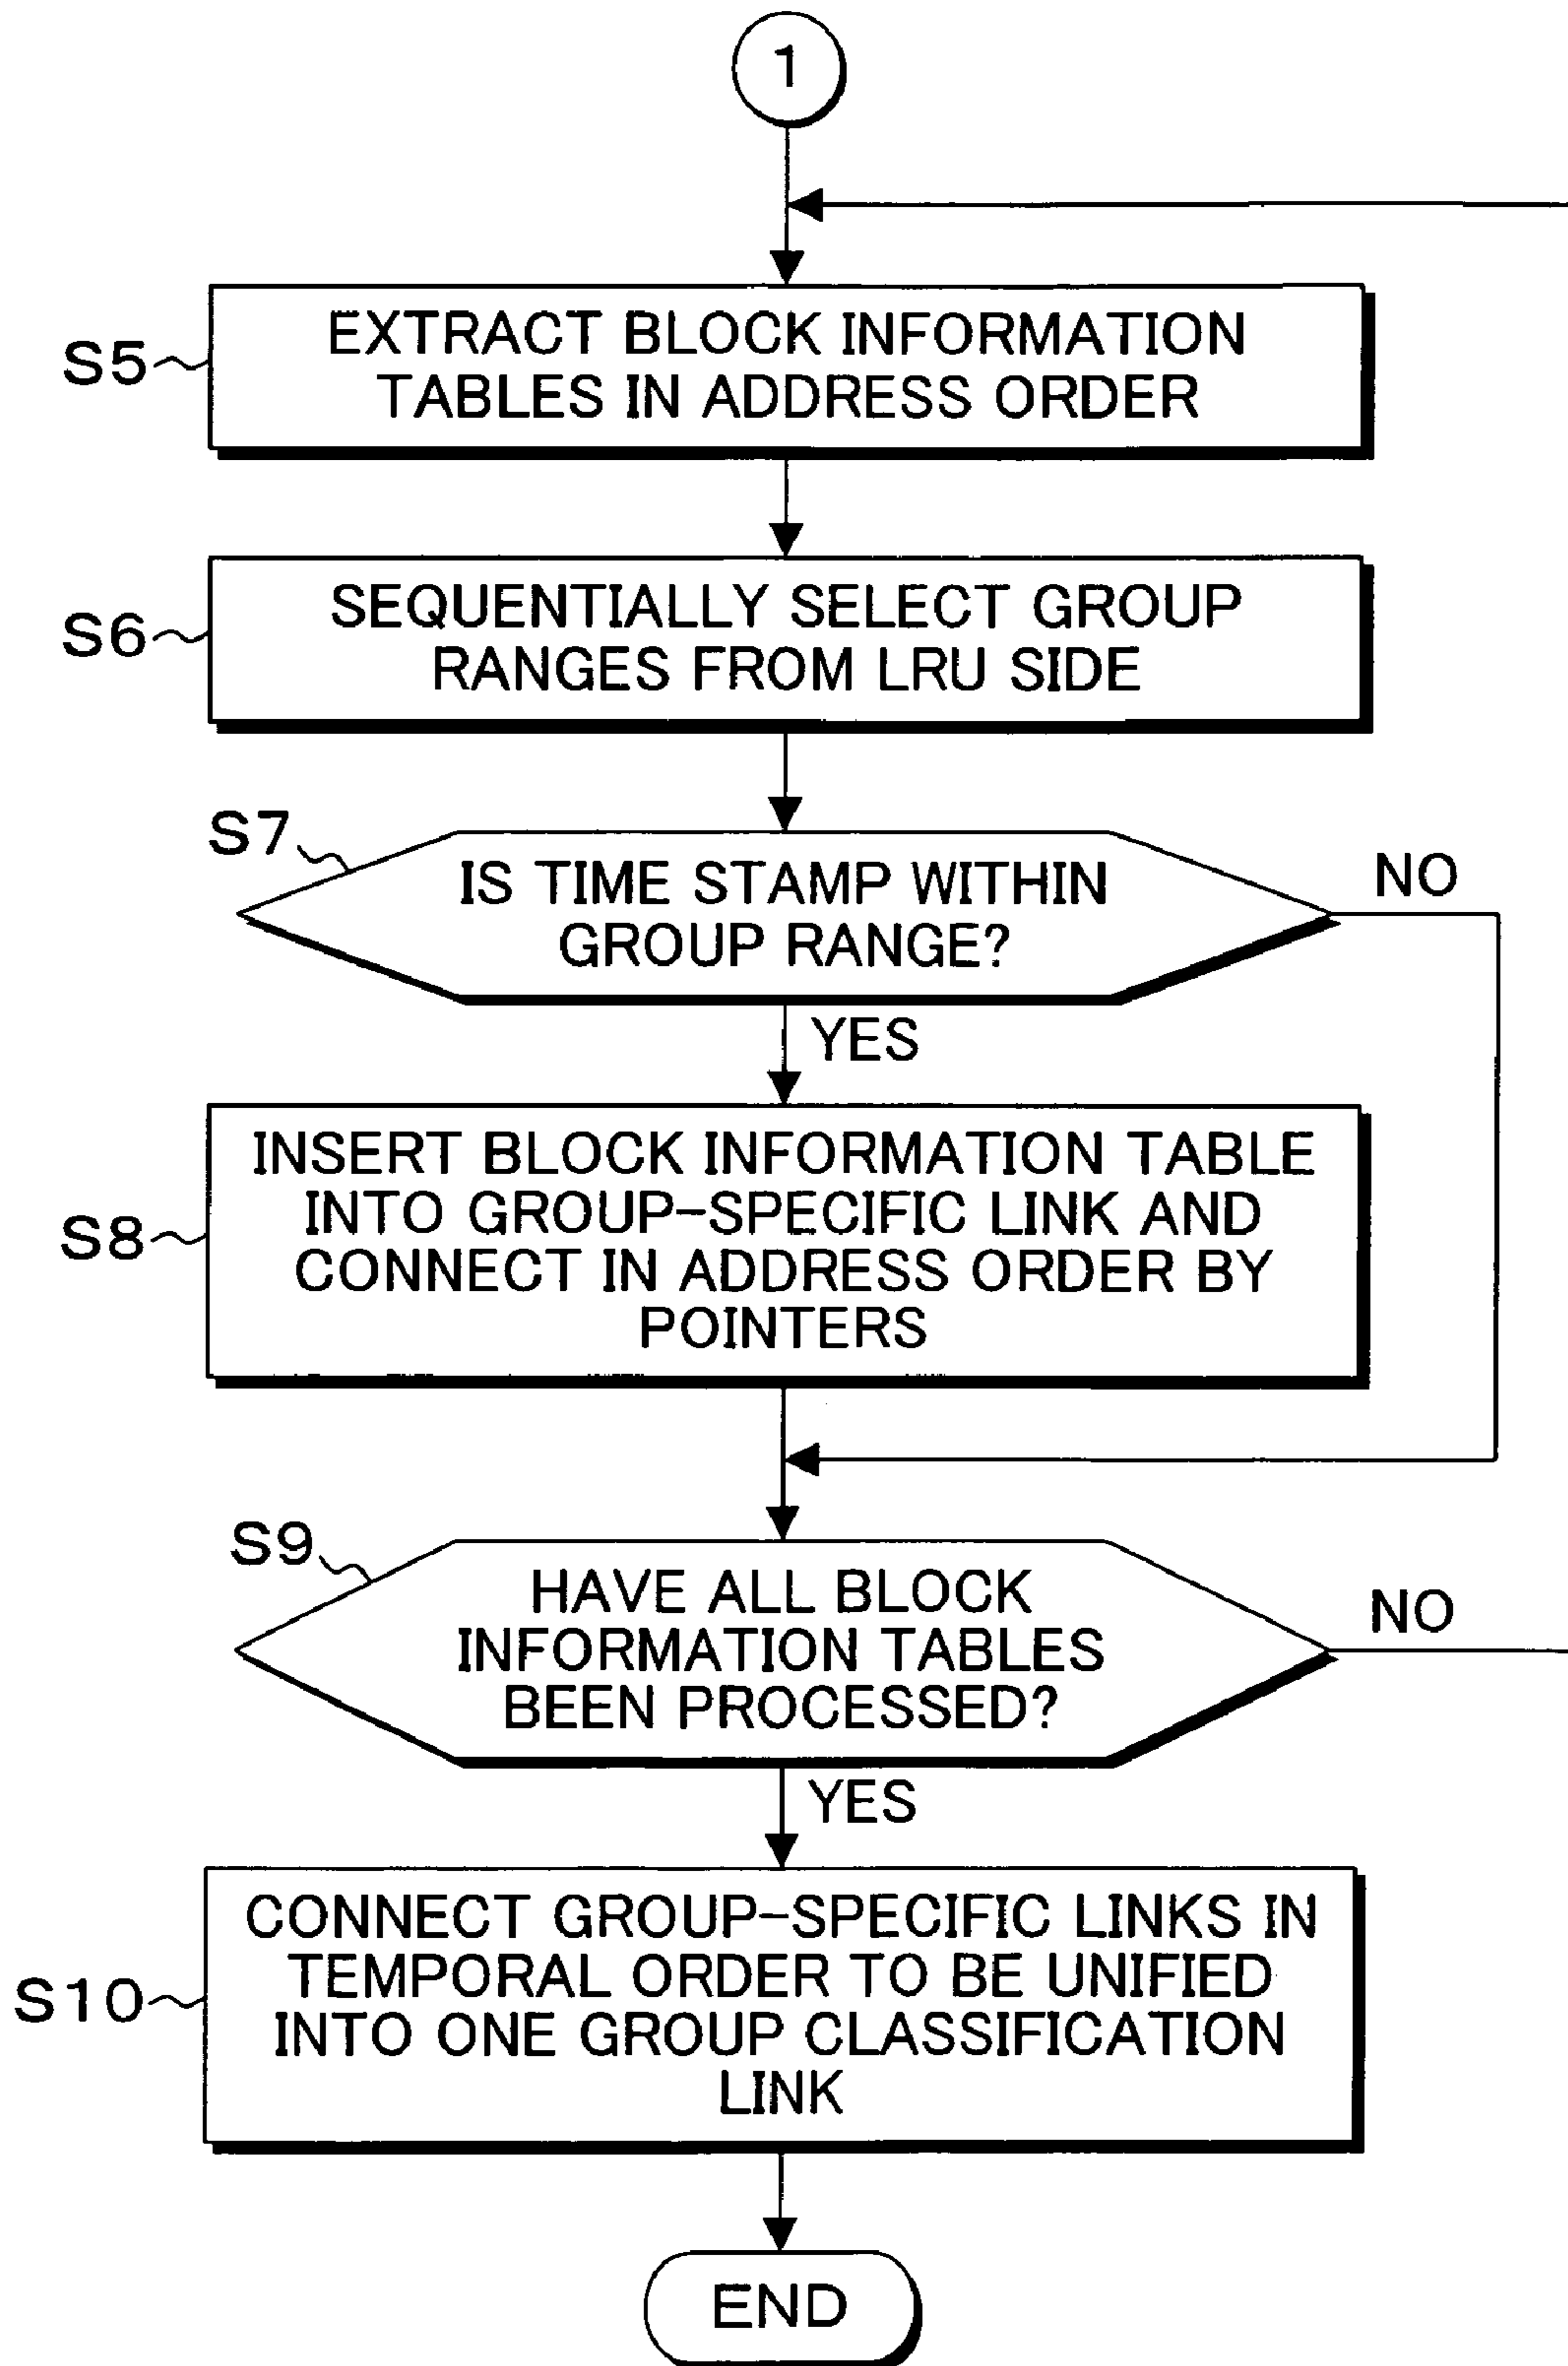 1
S5
EXTRACT BLOCK INFORMATION
TABLES IN ADDRESS ORDER
S6
SEQUENTIALLY SELECT GROUP
RANGES FROM LRU SIDE
S7
IS TIME STAMP WITHIN
GROUP RANGE?
NO
YES
S8
INSERT BLOCK INFORMATION TABLE
INTO GROUP-SPECIFIC LINK AND
CONNECT IN ADDRESS ORDER BY
POINTERS
S9
HAVE ALL BLOCK
INFORMATION TABLES
BEEN PROCESSED?
NO
YES
S10
CONNECT GROUP-SPECIFIC LINKS IN
TEMPORAL ORDER TO BE UNIFIED
INTO ONE GROUP CLASSIFICATION
LINK
END